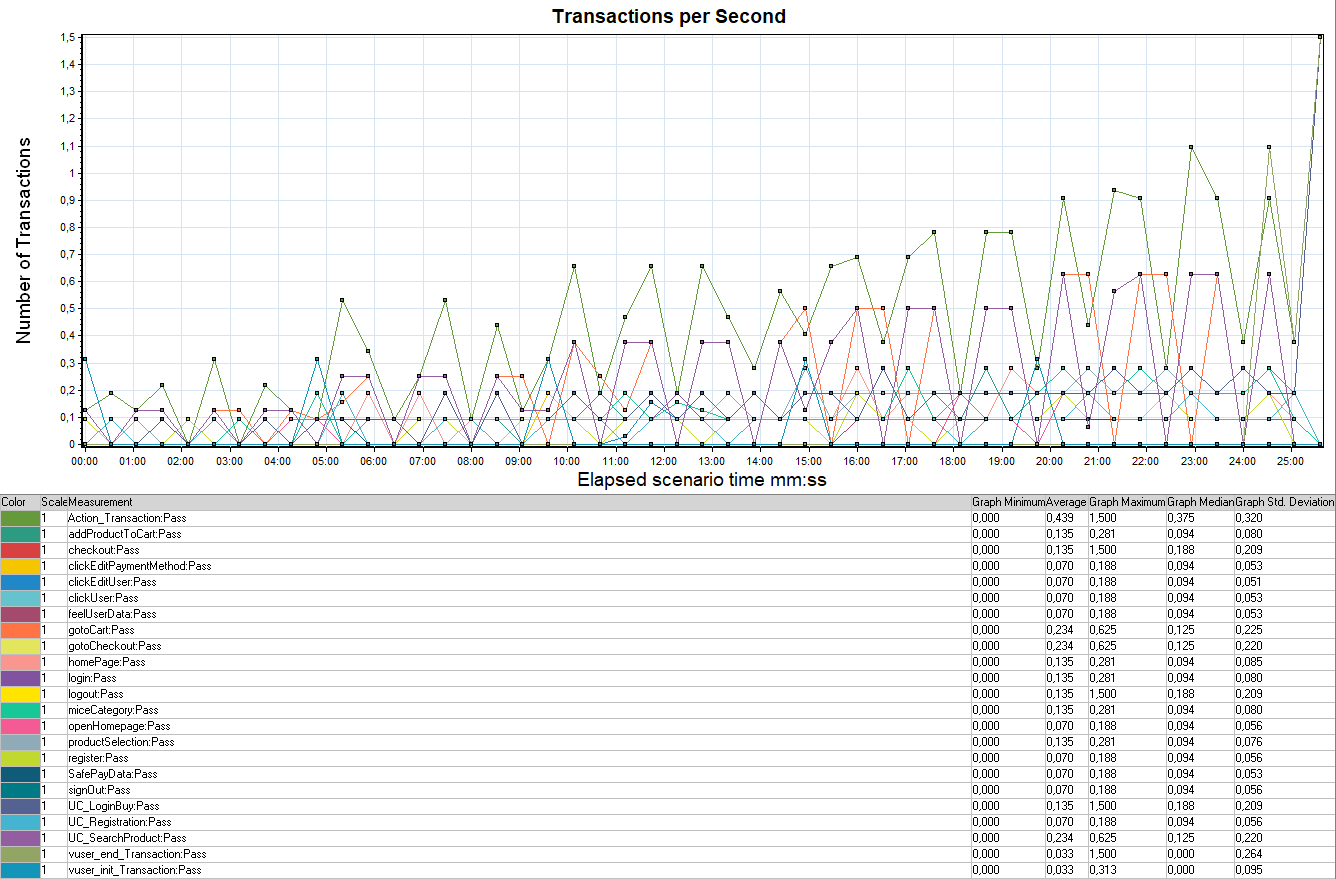 Transactions per Second
Number of Transactions
1,5
1,4
1,3
1,2
1,1
1
0,9
0,8
0,7
0,6
0,5
0,4
0,3
0,2
0,1
0
00:00 01:00 02:00 03:00 04:00 05:00 06:00 07:00 08:00 09:00 10:00 11:00 12:00 13:00 14:00 15:00 16:00 17:00 18:00 19:00 20:00 21:00 22:00 23:00 24:00 25:00
Elapsed scenario time mm:ss
Color Scale Measurement Graph Minimum Average Graph Maximum Graph Median Graph Std. Deviation
1 Action_Transaction:Pass 0,000 0,439 1,500 0,375 0,320
1 addProductToCart:Pass 0,000 0,135 0,281 0,094 0,080
1 checkout:Pass 0,000 0,135 1,500 0,188 0,209
1 clickEditPaymentMethod:Pass 0,000 0,070 0,188 0,094 0,053
1 clickEditUser:Pass 0,000 0,070 0,188 0,094 0,051
1 clickUser:Pass 0,000 0,070 0,188 0,094 0,053
1 feelUserData:Pass 0,000 0,070 0,188 0,094 0,053
1 gotoCart:Pass 0,000 0,234 0,625 0,125 0,225
1 gotoCheckout:Pass 0,000 0,234 0,625 0,125 0,220
1 homePage:Pass 0,000 0,135 0,281 0,094 0,085
1 login:Pass 0,000 0,135 0,281 0,094 0,080
1 logout:Pass 0,000 0,135 1,500 0,188 0,209
1 miceCategory:Pass 0,000 0,135 0,281 0,094 0,080
1 openHomepage:Pass 0,000 0,070 0,188 0,094 0,056
1 productSelection:Pass 0,000 0,135 0,281 0,094 0,076
1 register:Pass 0,000 0,070 0,188 0,094 0,056
1 SafePayData:Pass 0,000 0,070 0,188 0,094 0,053
1 signOut:Pass 0,000 0,070 0,188 0,094 0,056
1 UC_LoginBuy:Pass 0,000 0,135 1,500 0,188 0,209
1 UC_Registration:Pass 0,000 0,070 0,188 0,094 0,056
1 UC_SearchProduct:Pass 0,000 0,234 0,625 0,125 0,220
1 vuser_end_Transaction:Pass 0,000 0,033 1,500 0,000 0,264
1 vuser_init_Transaction:Pass 0,000 0,033 0,313 0,000 0,095